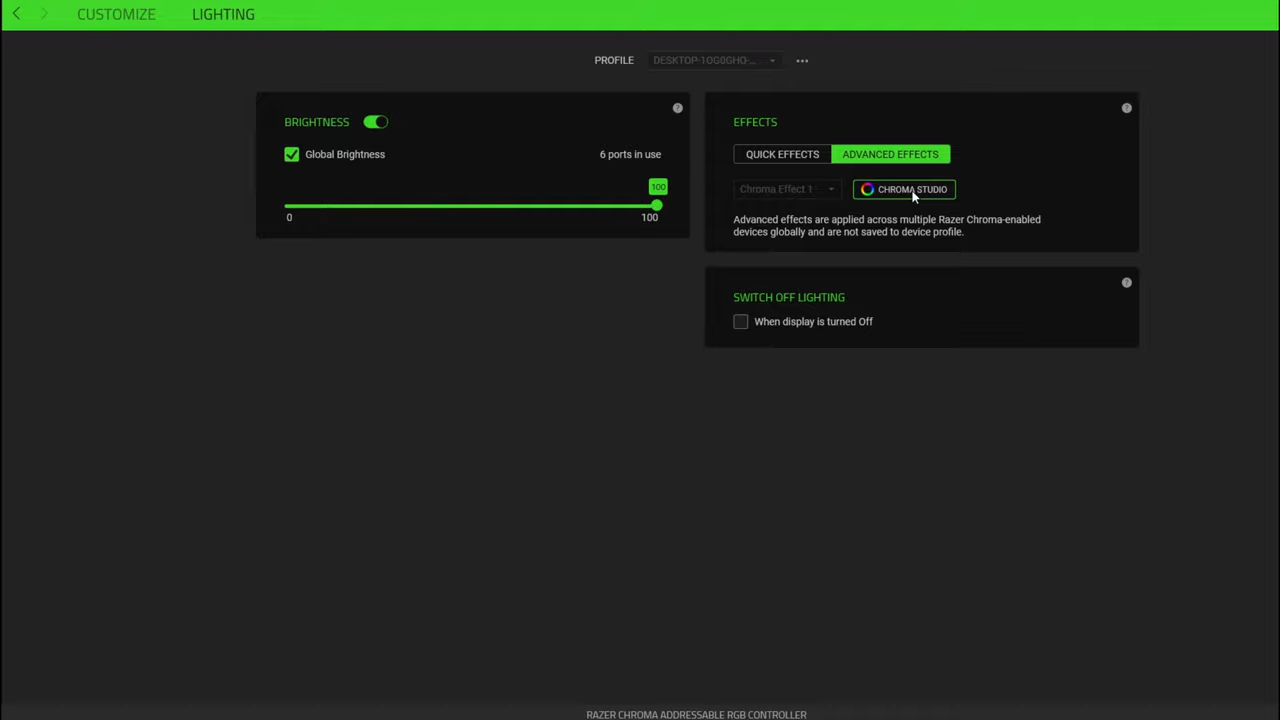 CUSTOMIZE LIGHTING
PROFILE DESKTOP-1OG0GHO-...
BRIGHTNESS
Global Brightness 6 ports in use
100
0 100
EFFECTS
QUICK EFFECTS ADVANCED EFFECTS
Chroma Effect 1 CHROMA STUDIO
Advanced effects are applied across multiple Razer Chroma-enabled
devices globally and are not saved to device profile.
SWITCH OFF LIGHTING
When display is turned Off
RAZER CHROMA ADDRESSABLE RGB CONTROLLER